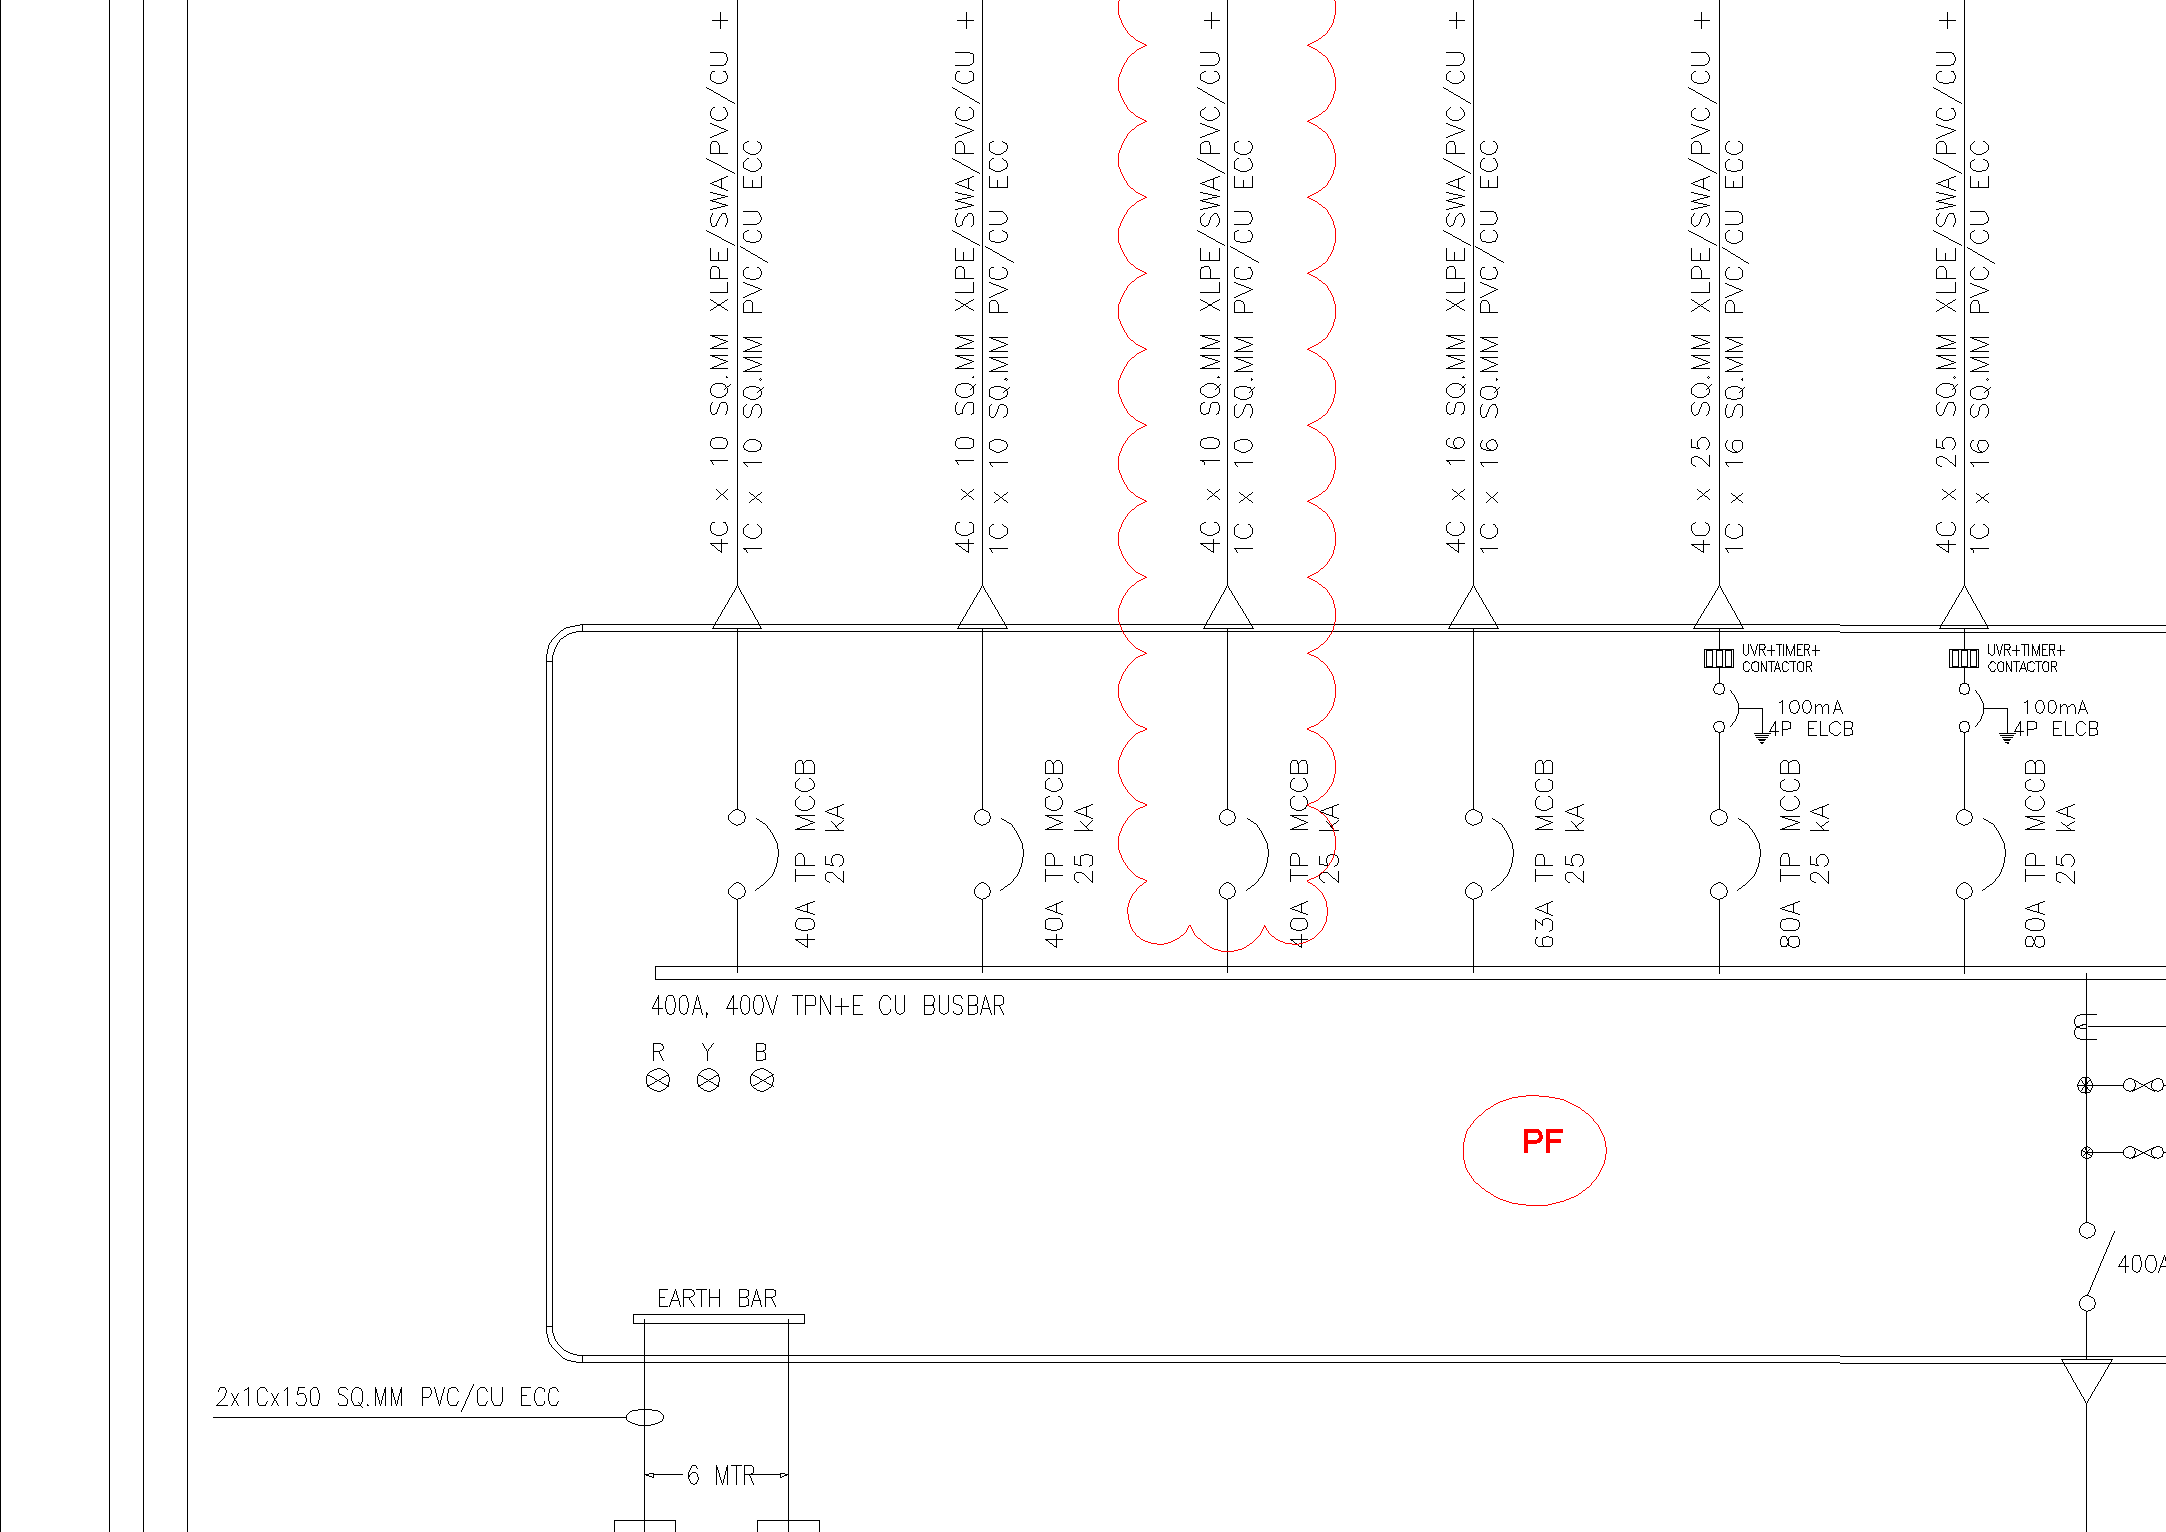 4C x 10 SQ.MM XLPE/SWA/PVC/CU +
1C x 10 SQ.MM PVC/CU ECC
4C x 10 SQ.MM XLPE/SWA/PVC/CU +
1C x 10 SQ.MM PVC/CU ECC
4C x 10 SQ.MM XLPE/SWA/PVC/CU +
1C x 10 SQ.MM PVC/CU ECC
4C x 16 SQ.MM XLPE/SWA/PVC/CU +
1C x 16 SQ.MM PVC/CU ECC
4C x 25 SQ.MM XLPE/SWA/PVC/CU +
1C x 16 SQ.MM PVC/CU ECC
4C x 25 SQ.MM XLPE/SWA/PVC/CU +
1C x 16 SQ.MM PVC/CU ECC
UVR+TIMER+
CONTACTOR
UVR+TIMER+
CONTACTOR
100mA
4P ELCB
100mA
4P ELCB
40A TP MCCB
25 kA
40A TP MCCB
25 kA
40A TP MCCB
25 kA
63A TP MCCB
25 kA
80A TP MCCB
25 kA
80A TP MCCB
25 kA
400A, 400V TPN+E CU BUSBAR
R Y B
PF
400A
EARTH BAR
2x1Cx150 SQ.MM PVC/CU ECC
6 MTR